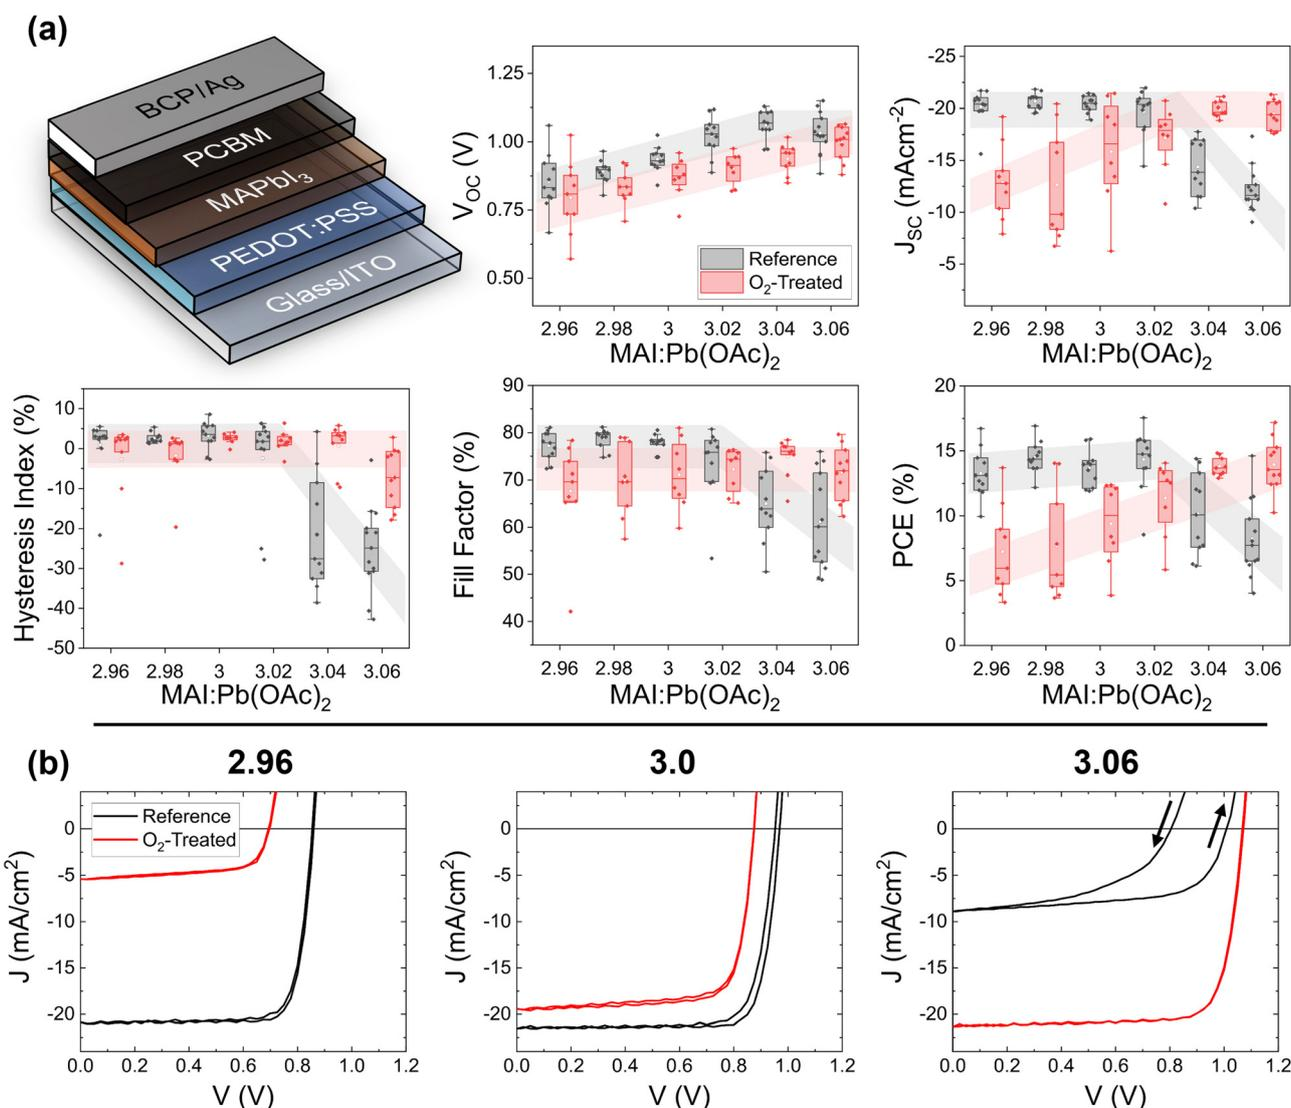 (a)
BCP/Ag
PCBM
MAPbI₃
PEDOT:PSS
Glass/ITO
V_OC (V)
1.25
1.00
0.75
0.50
Reference
O₂-Treated
2.96 2.98 3 3.02 3.04 3.06
MAI:Pb(OAc)₂
J_SC (mAcm⁻²)
-25
-20
-15
-10
-5
2.96 2.98 3 3.02 3.04 3.06
MAI:Pb(OAc)₂
Hysteresis Index (%)
10
0
-10
-20
-30
-40
-50
2.96 2.98 3 3.02 3.04 3.06
MAI:Pb(OAc)₂
Fill Factor (%)
90
80
70
60
50
40
2.96 2.98 3 3.02 3.04 3.06
MAI:Pb(OAc)₂
PCE (%)
20
15
10
5
0
2.96 2.98 3 3.02 3.04 3.06
MAI:Pb(OAc)₂
(b)
2.96
Reference
O₂-Treated
J (mA/cm²)
0
-5
-10
-15
-20
0.0 0.2 0.4 0.6 0.8 1.0 1.2
V (V)
3.0
J (mA/cm²)
0
-5
-10
-15
-20
0.0 0.2 0.4 0.6 0.8 1.0 1.2
V (V)
3.06
J (mA/cm²)
0
-5
-10
-15
-20
0.0 0.2 0.4 0.6 0.8 1.0 1.2
V (V)